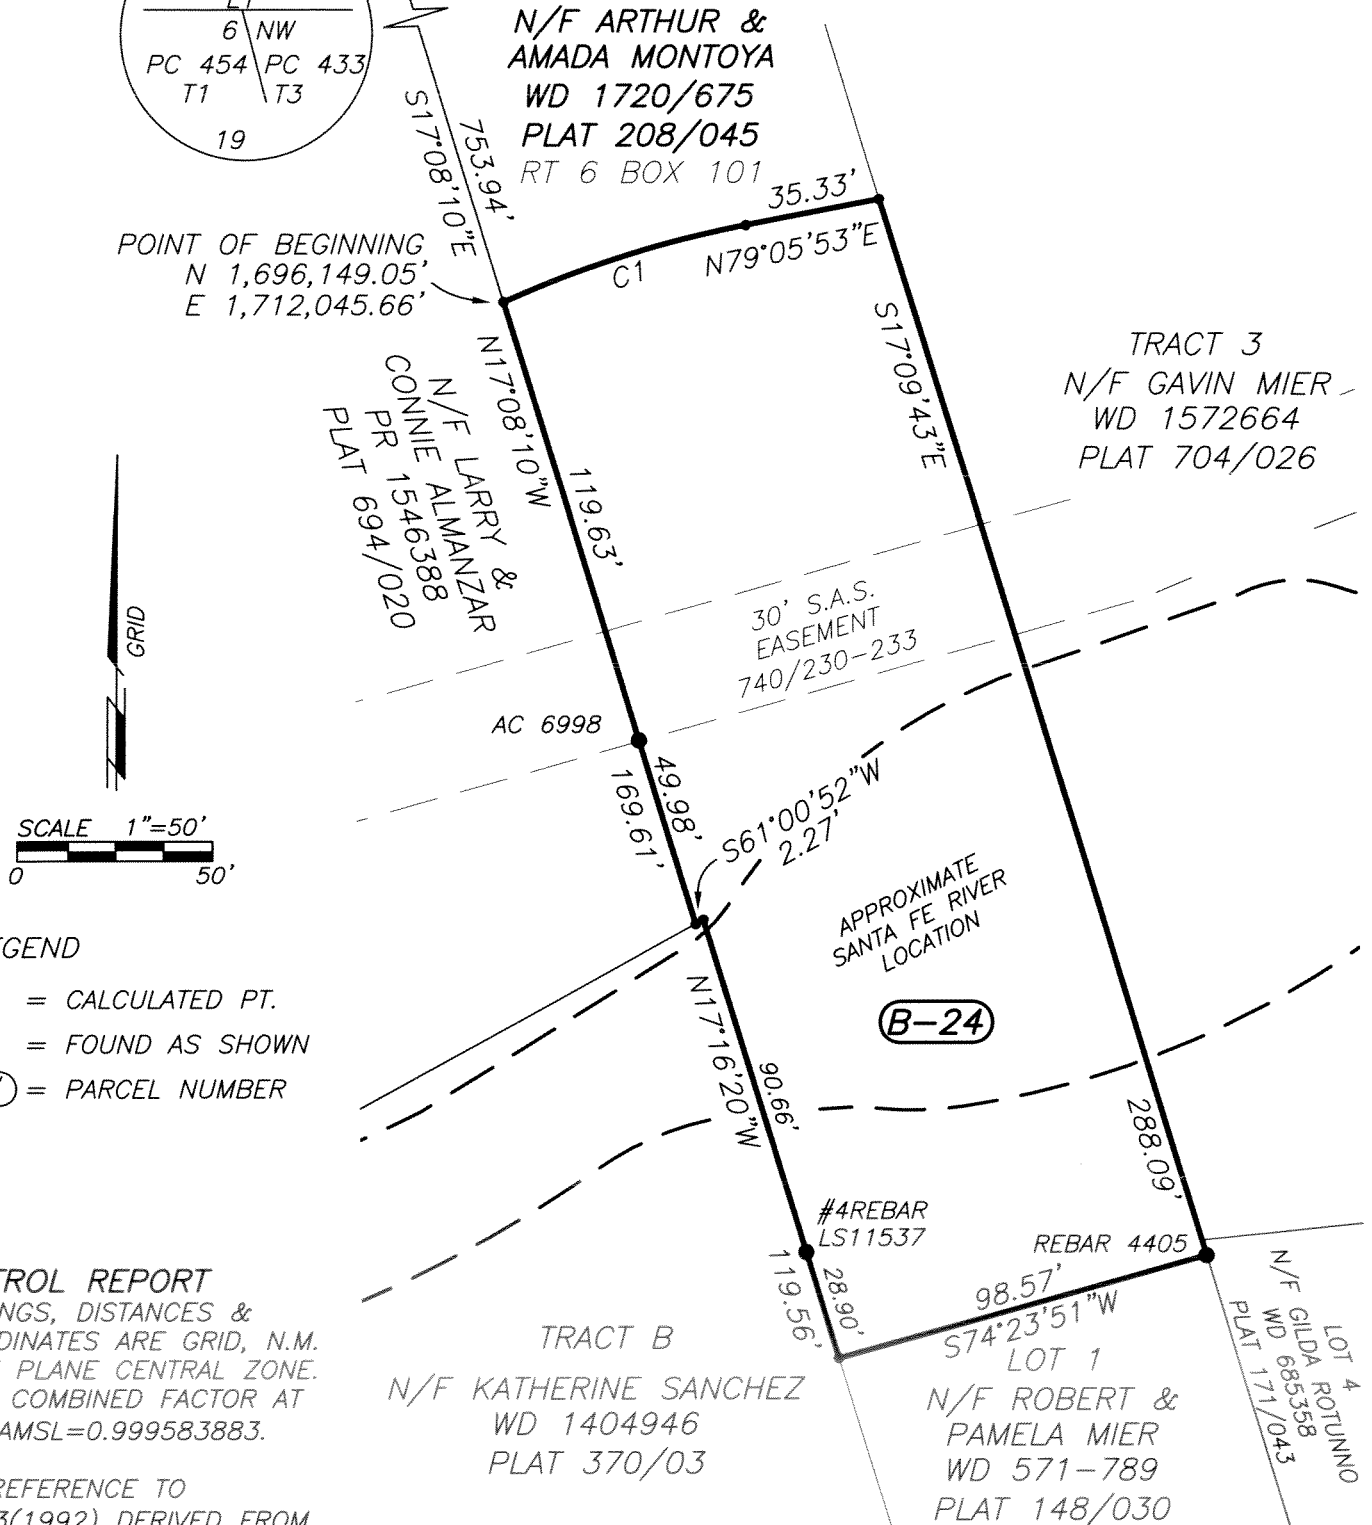 6 NW
PC 454 PC 433
T1 T3
19
N/F ARTHUR &
AMADA MONTOYA
WD 1720/675
PLAT 208/045
RT 6 BOX 101
753.94'
S17°08'10"E
35.33'
N79°05'53"E
C1
POINT OF BEGINNING
N 1,696,149.05'
E 1,712,045.66'
N17°08'10"W
119.63'
S17°09'43"E
N/F LARRY &
CONNIE ALMANZAR
PR 1546388
PLAT 694/020
TRACT 3
N/F GAVIN MIER
WD 1572664
PLAT 704/026
GRID
30' S.A.S.
EASEMENT
740/230-233
AC 6998
49.98'
169.61'
S61°00'52"W
2.27'
SCALE 1"=50'
0 50'
APPROXIMATE
SANTA FE RIVER
LOCATION
B-24
EGEND
= CALCULATED PT.
= FOUND AS SHOWN
= PARCEL NUMBER
N17°16'20"W
90.66'
288.09'
#4REBAR
LS11537
REBAR 4405
119.56'
28.90'
98.57'
S74°23'51"W
TROL REPORT
NGS, DISTANCES &
DINATES ARE GRID, N.M.
PLANE CENTRAL ZONE.
COMBINED FACTOR AT
AMSL=0.999583883.
REFERENCE TO
3(1992) DERIVED FROM
TRACT B
N/F KATHERINE SANCHEZ
WD 1404946
PLAT 370/03
LOT 1
N/F ROBERT &
PAMELA MIER
WD 571-789
PLAT 148/030
LOT 4
N/F GILDA ROTUNNO
WD 685358
PLAT 171/043